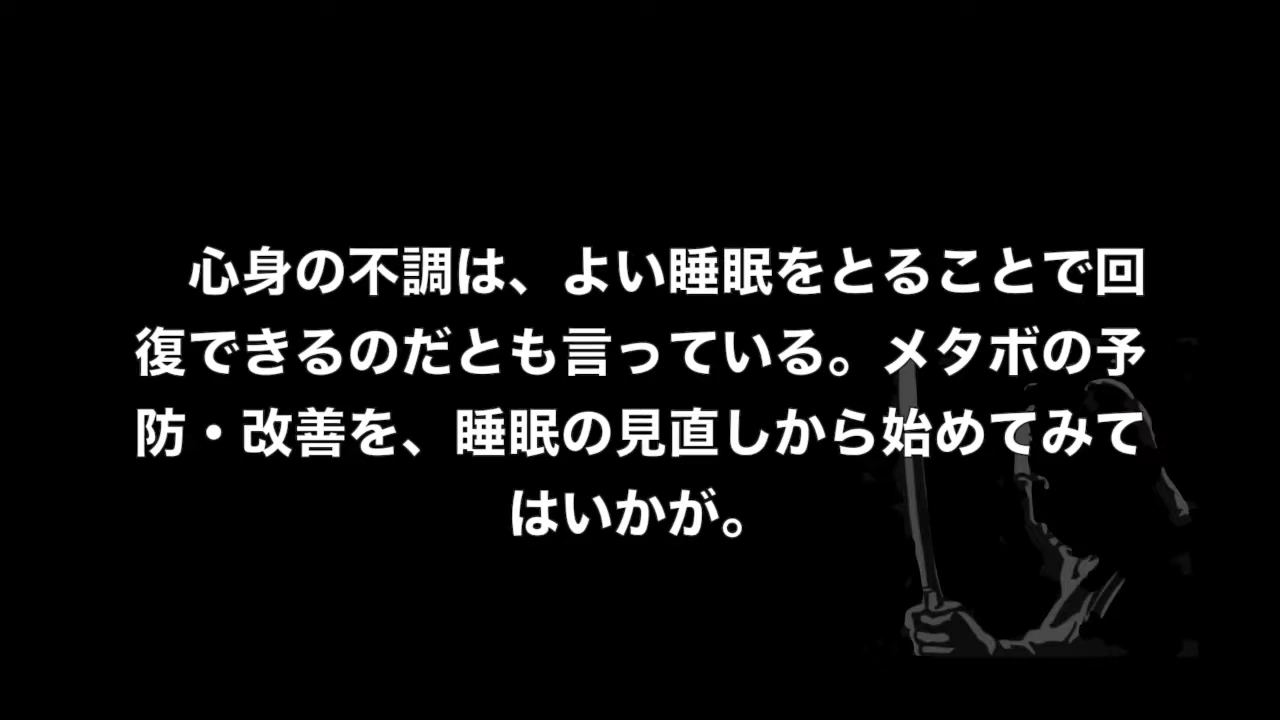 心身の不調は、よい睡眠をとることで回
復できるのだとも言っている。メタボの予
防・改善を、睡眠の見直しから始めてみて
はいかが。